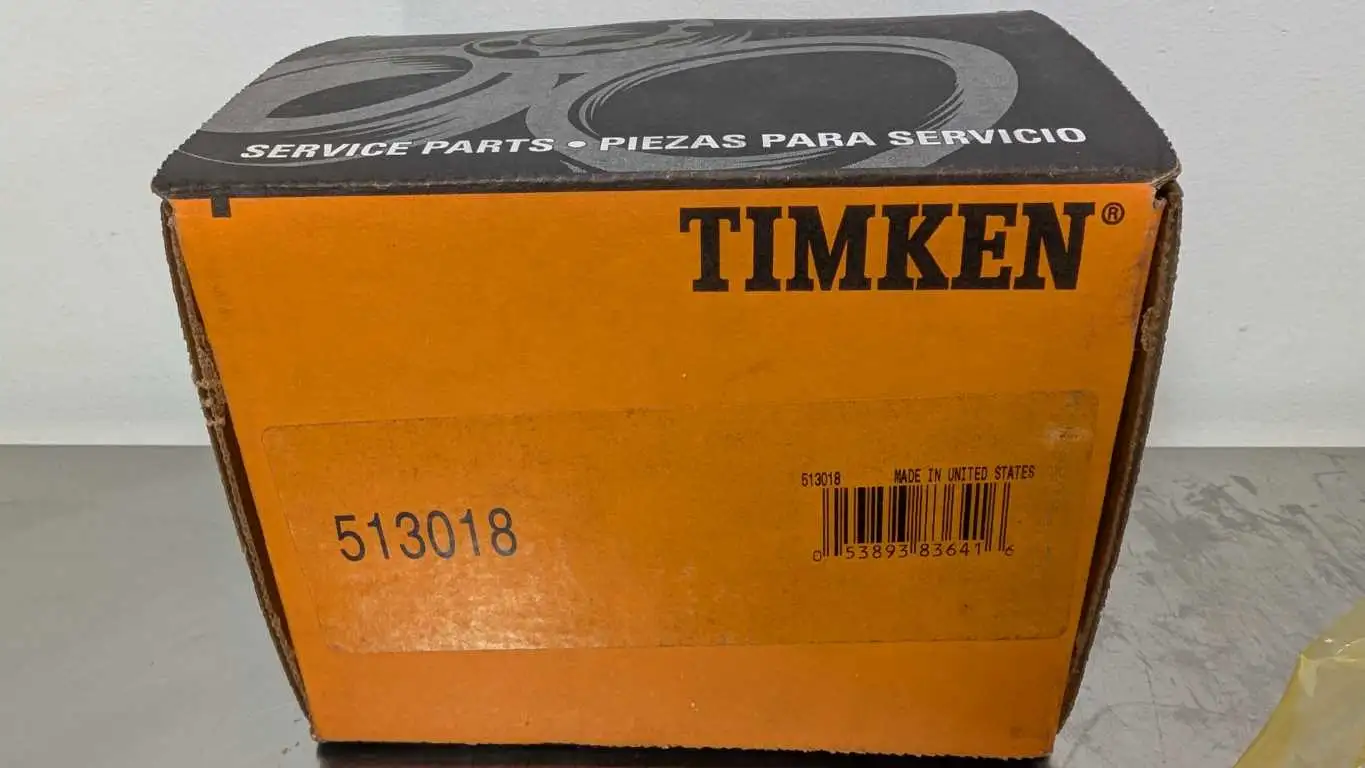 SERVICE PARTS • PIEZAS PARA SERVICIO
TIMKEN®
513018 MADE IN UNITED STATES
513018
0 53893 83641 6